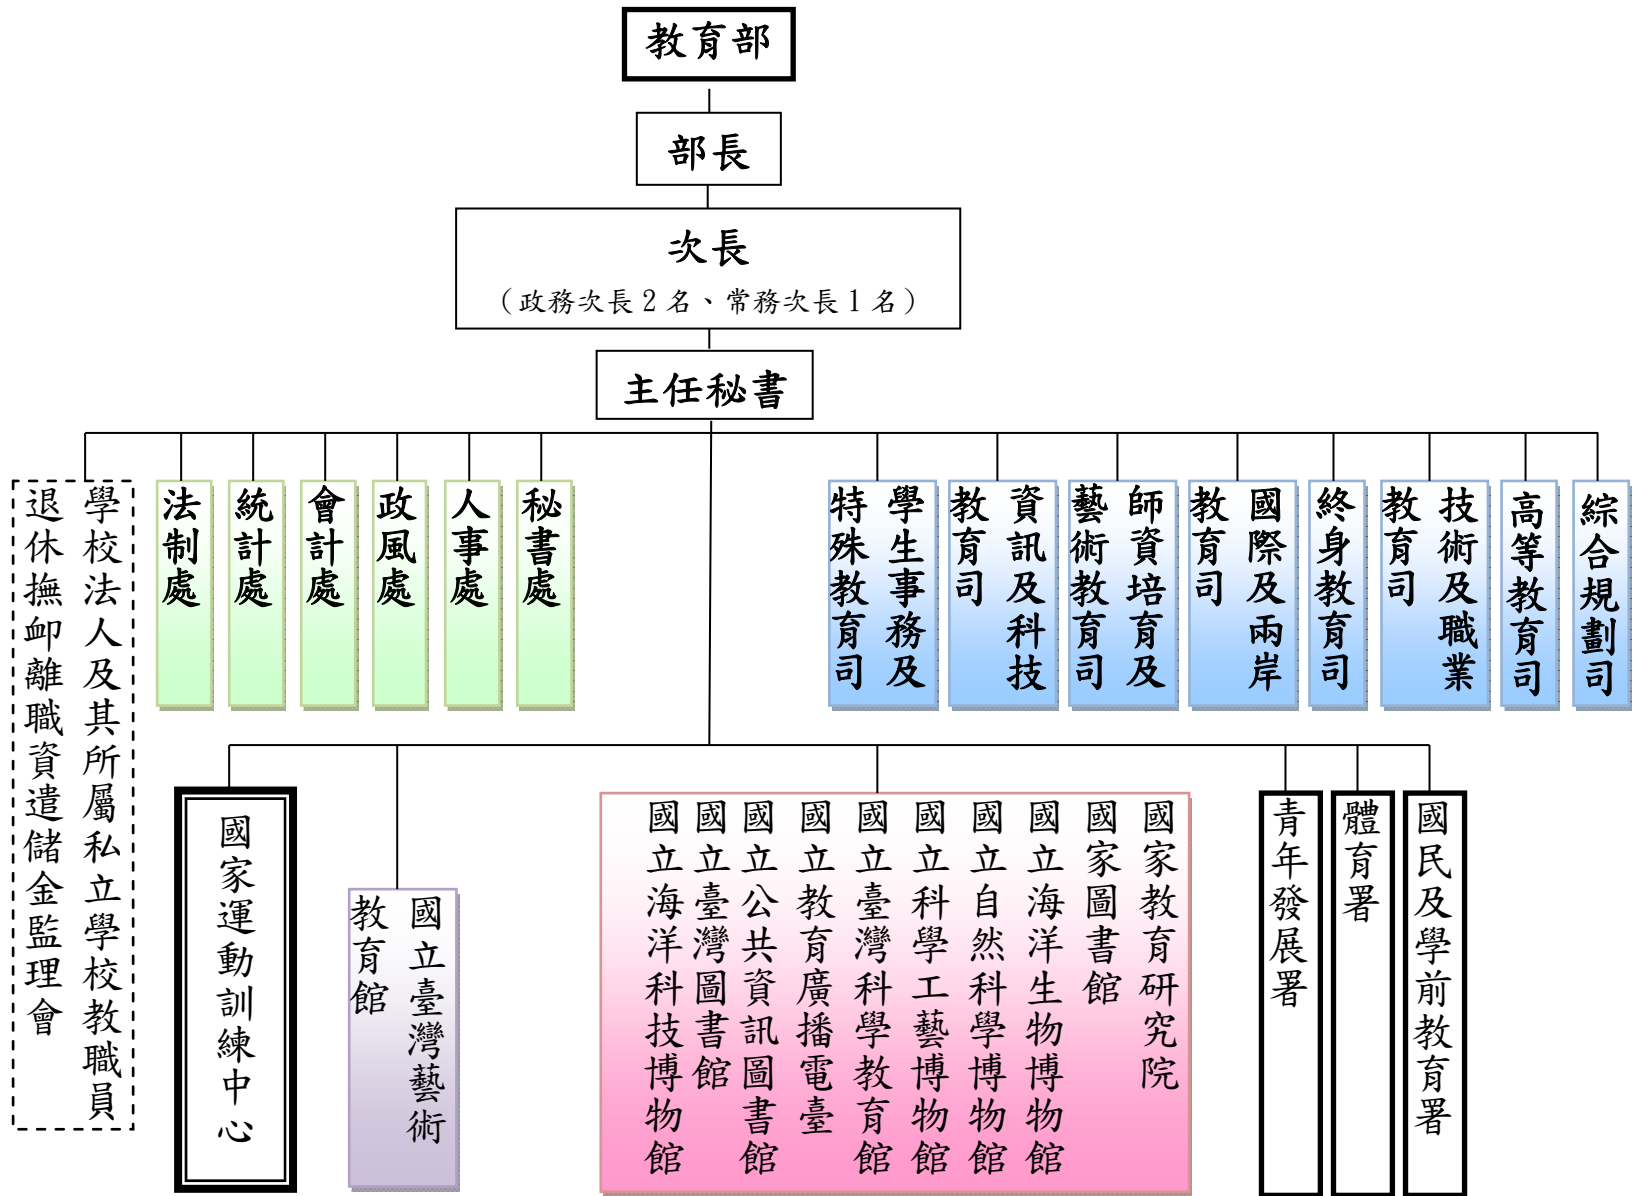 教育部
部長
次長
（政務次長2名、常務次長1名）
主任秘書
綜合規劃司
高等教育司
技術及職業
教育司
終身教育司
國際及兩岸
教育司
師資培育及
藝術教育司
資訊及科技
教育司
學生事務及
特殊教育司
秘書處
人事處
政風處
會計處
統計處
法制處
學校法人及其所屬私立學校教職員
退休撫卹離職資遣儲金監理會
國民及學前教育署
體育署
青年發展署
國家教育研究院
國家圖書館
國立海洋生物博物館
國立自然科學博物館
國立科學工藝博物館
國立臺灣科學教育館
國立教育廣播電臺
國立公共資訊圖書館
國立臺灣圖書館
國立海洋科技博物館
國立臺灣藝術
教育館
國家運動訓練中心